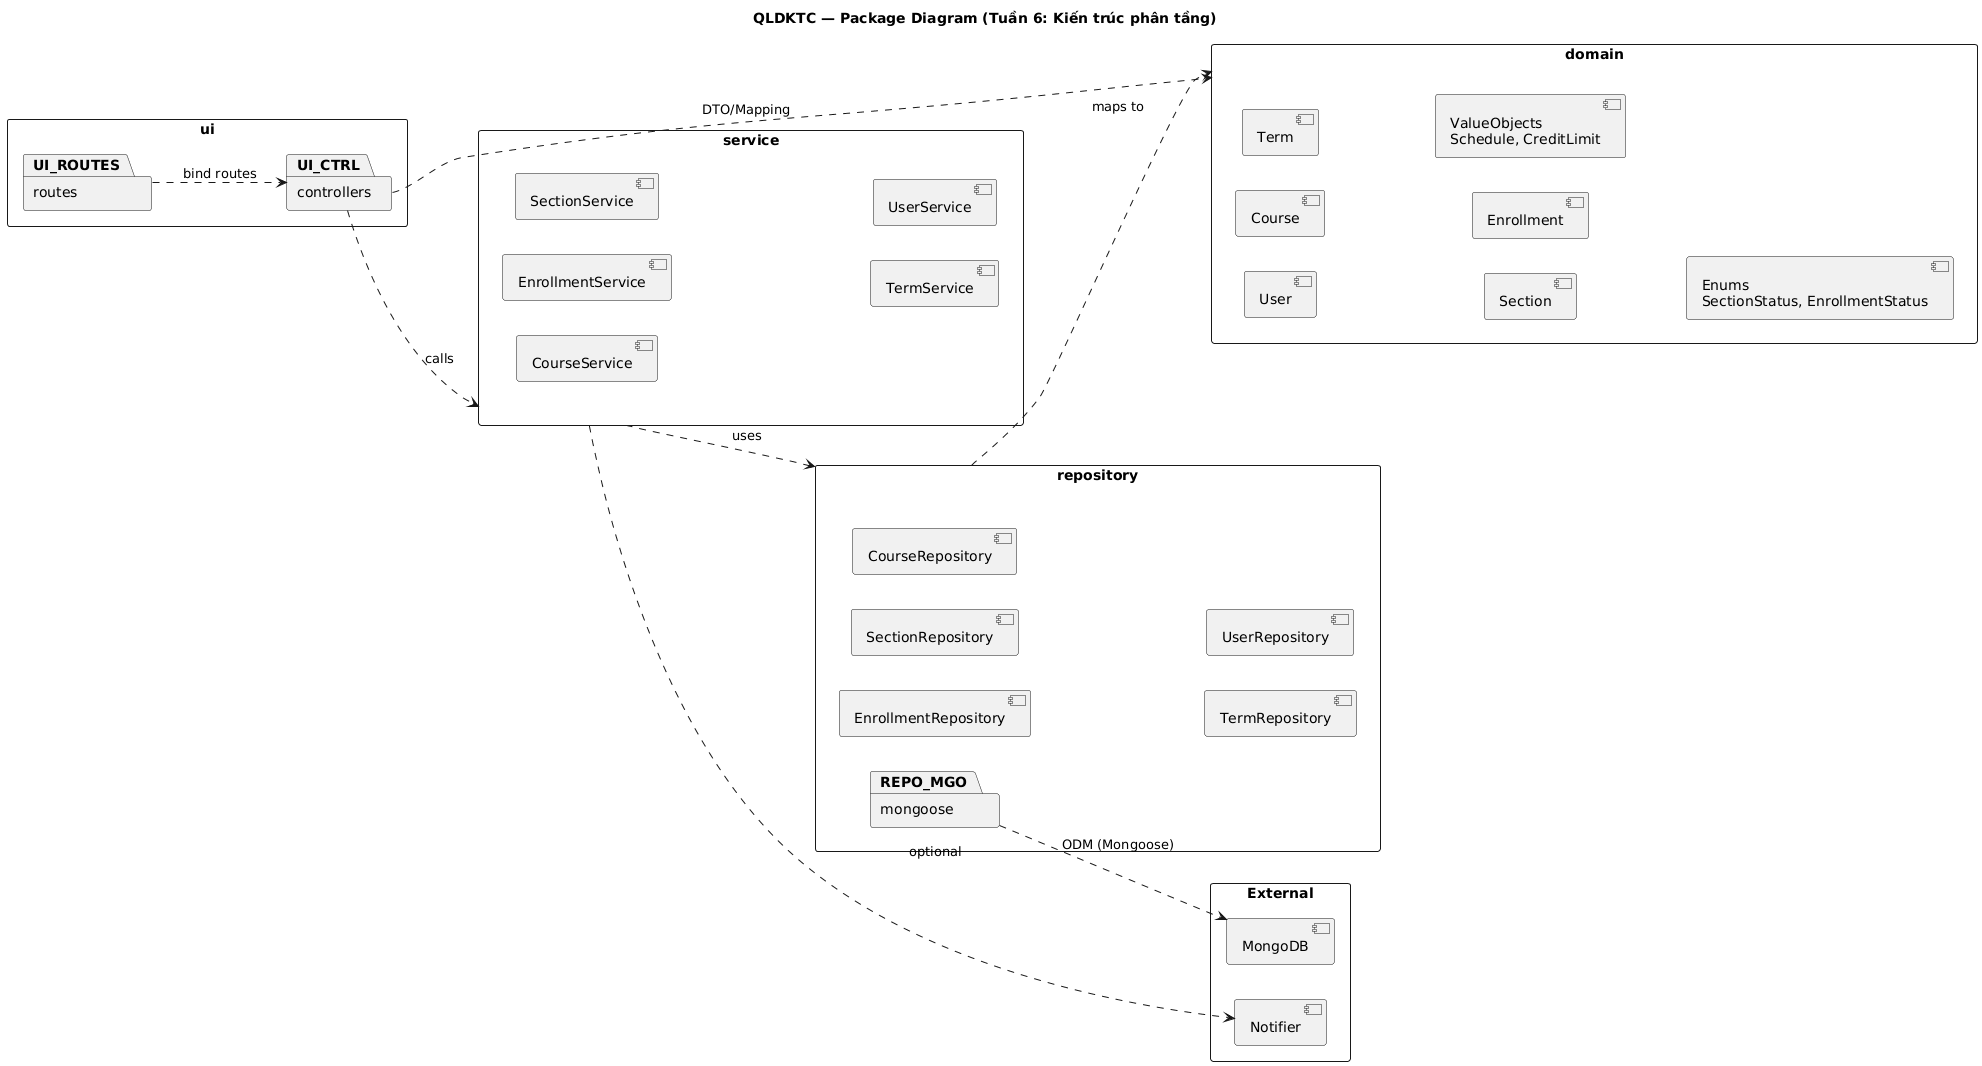 QLDKTC — Package Diagram (Tuần 6: Kiến trúc phân tầng)
ui
UI_ROUTES
routes
bind routes
UI_CTRL
controllers
DTO/Mapping
calls
service
SectionService
UserService
EnrollmentService
TermService
CourseService
uses
maps to
domain
Term
ValueObjects
Schedule, CreditLimit
Course
Enrollment
User
Section
Enums
SectionStatus, EnrollmentStatus
repository
CourseRepository
SectionRepository
UserRepository
EnrollmentRepository
TermRepository
REPO_MGO
mongoose
optional
ODM (Mongoose)
External
MongoDB
Notifier